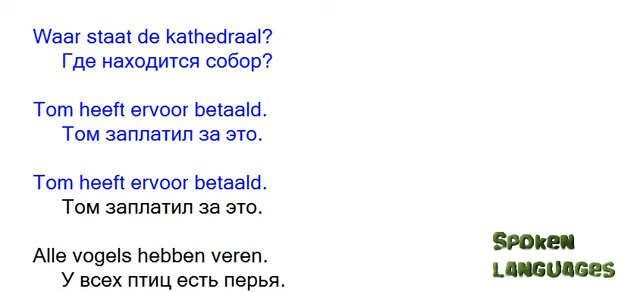 Waar staat de kathedraal?
Где находится собор?
Tom heeft ervoor betaald.
Том заплатил за это.
Tom heeft ervoor betaald.
Том заплатил за это.
Alle vogels hebben veren.
У всех птиц есть перья.
Spoken
Languages